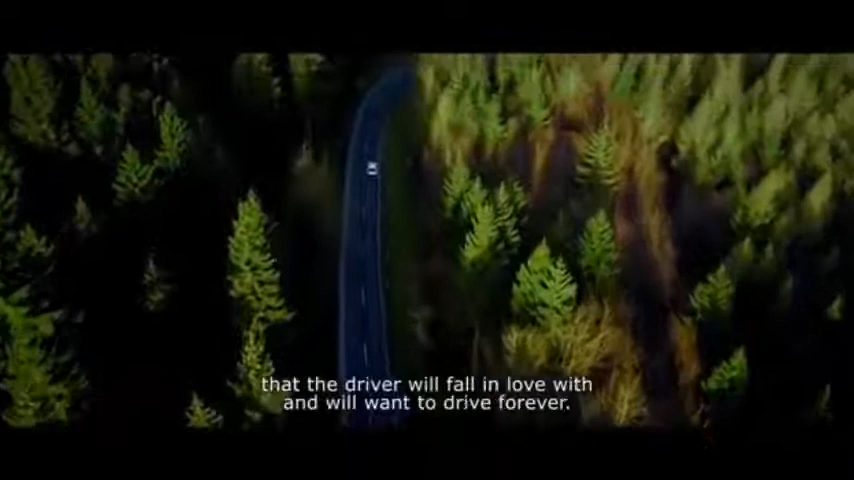 that the driver will fall in love with
and will want to drive forever.